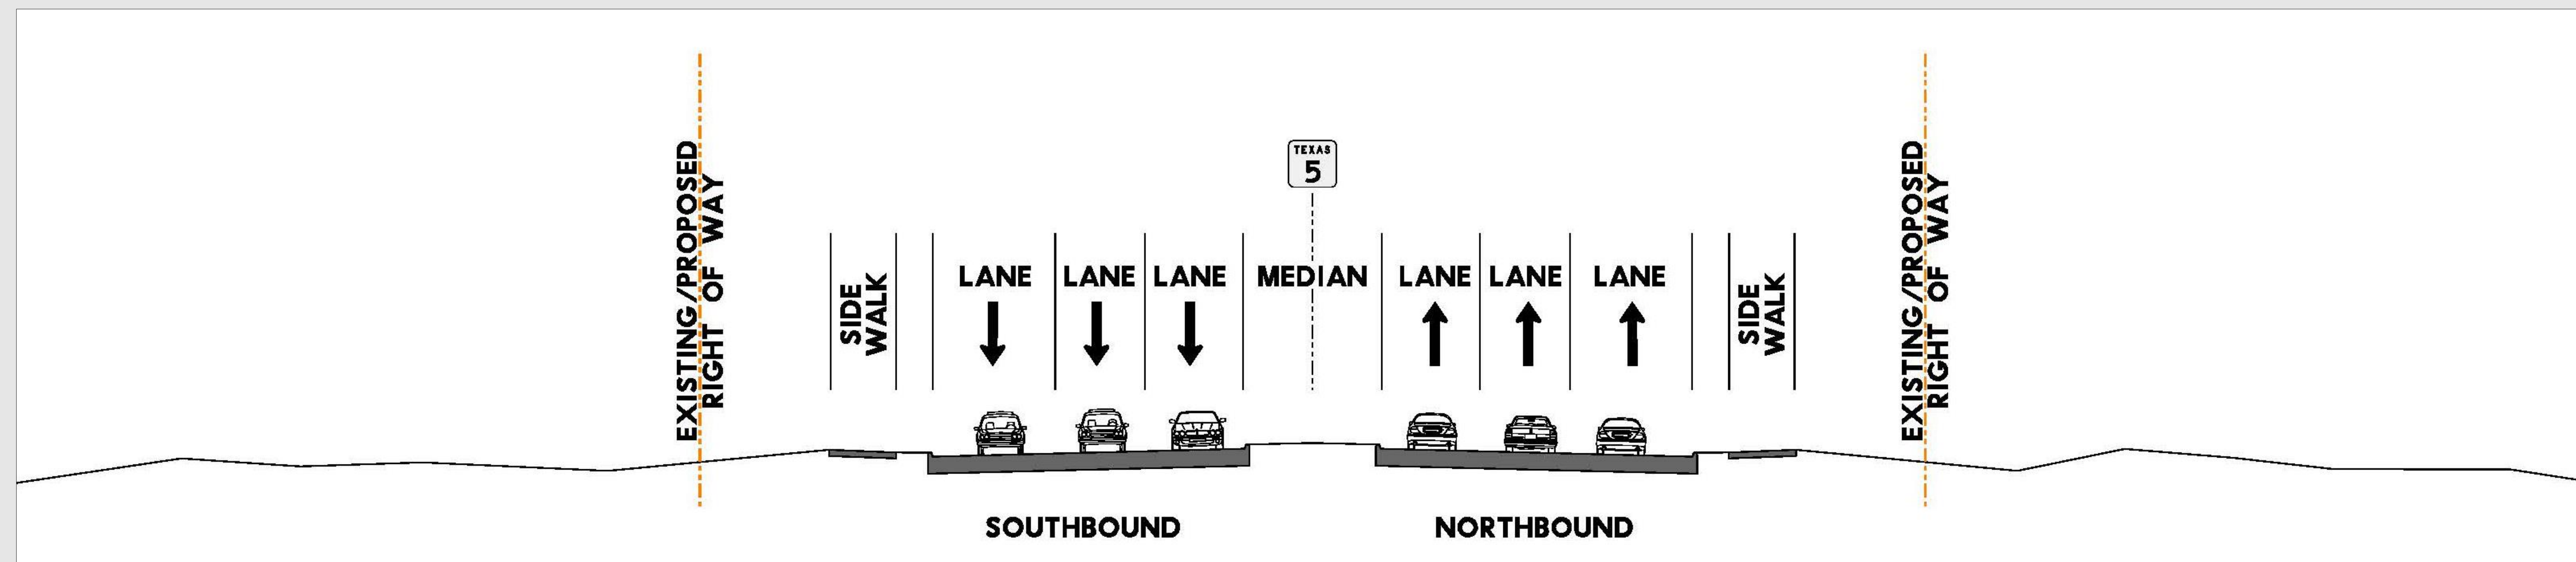 EXISTING/PROPOSED
RIGHT OF WAY
SIDE
WALK
LANE
LANE
LANE
TEXAS
5
MEDIAN
LANE
LANE
LANE
SIDE
WALK
EXISTING/PROPOSED
RIGHT OF WAY
SOUTHBOUND
NORTHBOUND